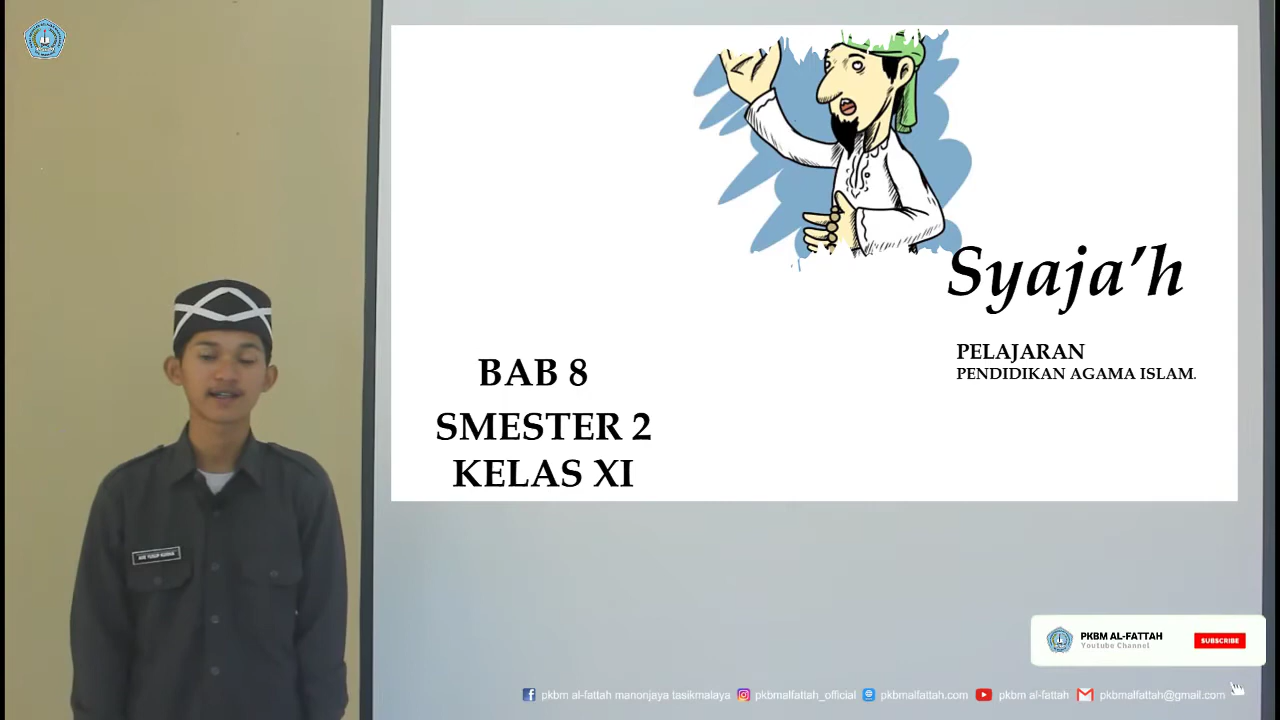 Syaja'h
PELAJARAN
PENDIDIKAN AGAMA ISLAM.
BAB 8
SMESTER 2
KELAS XI
PKBM AL-FATTAH
Youtube Channel
SUBSCRIBE
pkbm al-fattah manonjaya tasikmalaya
pkbmalfattah_official
pkbmalfattah.com
pkbm al-fattah
pkbmalfattah@gmail.com